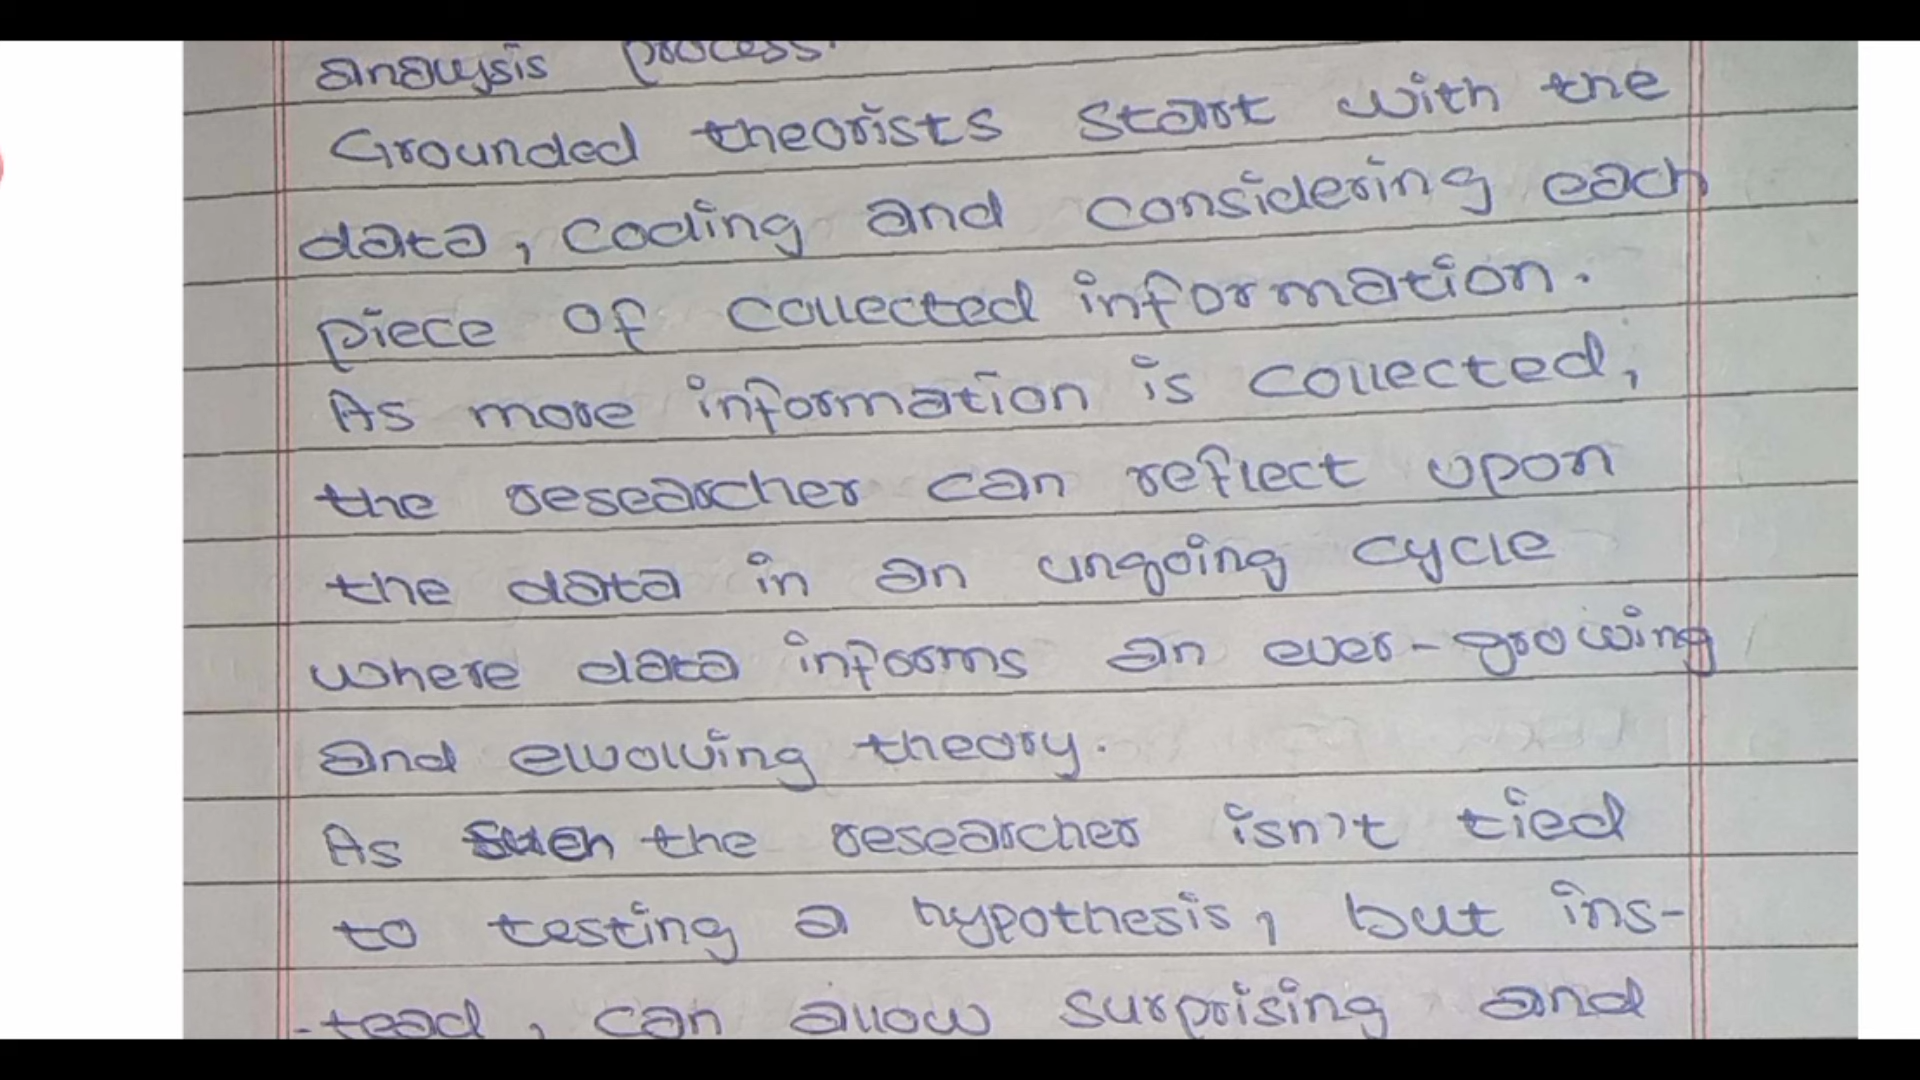 analysis process.
Grounded theorists start with the
data, coding and considering each
piece of collected information.
As more information is collected,
the researcher can reflect upon
the data in an ungoing cycle
where data informs an ever-growing
and ewolving theory.
As such the researcher isn't tied
to testing a hypothesis, but ins-
-tead, can allow surprising and